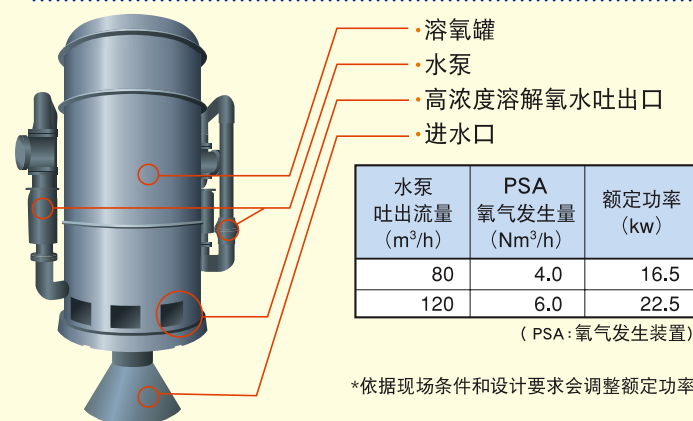 ·溶氧罐
·水泵
·高浓度溶解氧水吐出口
·进水口
水泵 PSA 额定功率
吐出流量 氧气发生量 （kw）
（m³/h） （Nm³/h）
80 4.0 16.5
120 6.0 22.5
（PSA：氧气发生装置）
*依据现场条件和设计要求会调整额定功率